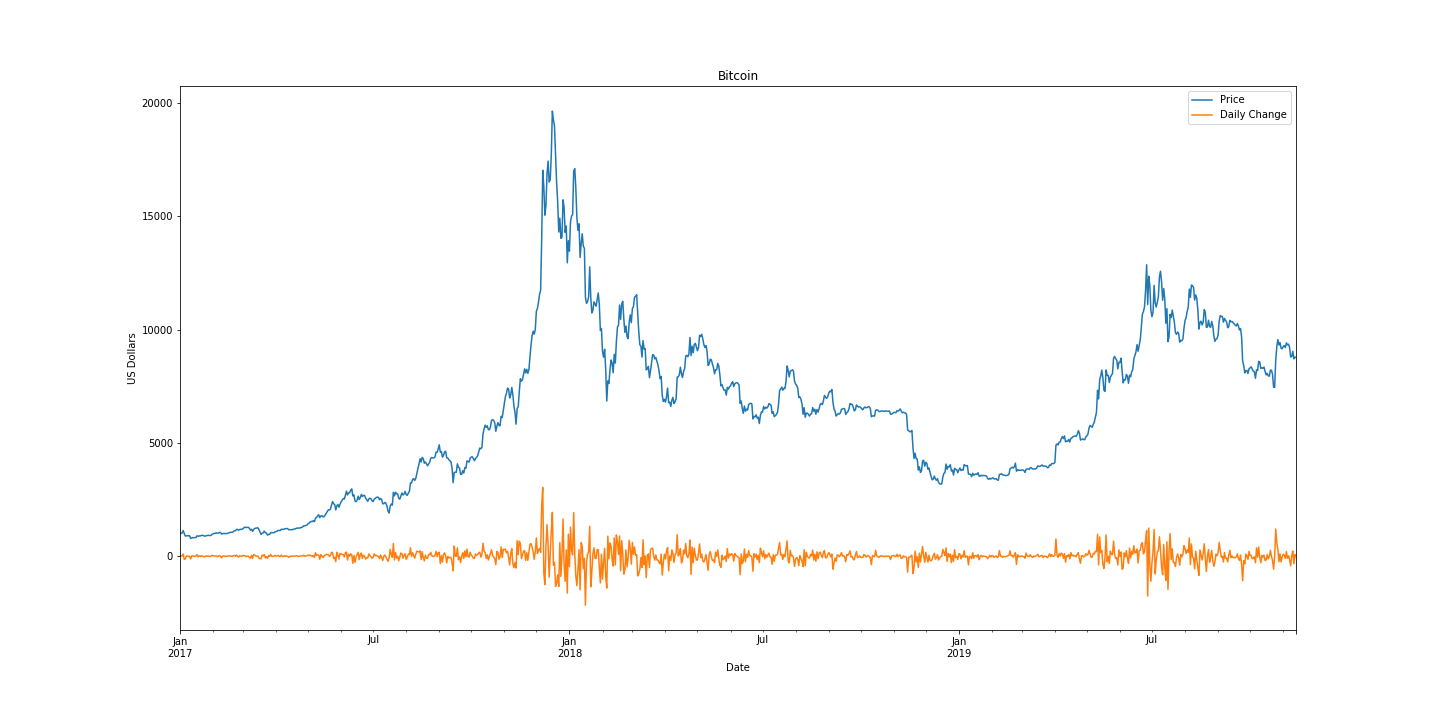 Bitcoin
Price
Daily Change
US Dollars
20000
15000
10000
5000
0
Jan
2017
Jul
Jan
2018
Jul
Jan
2019
Jul
Date